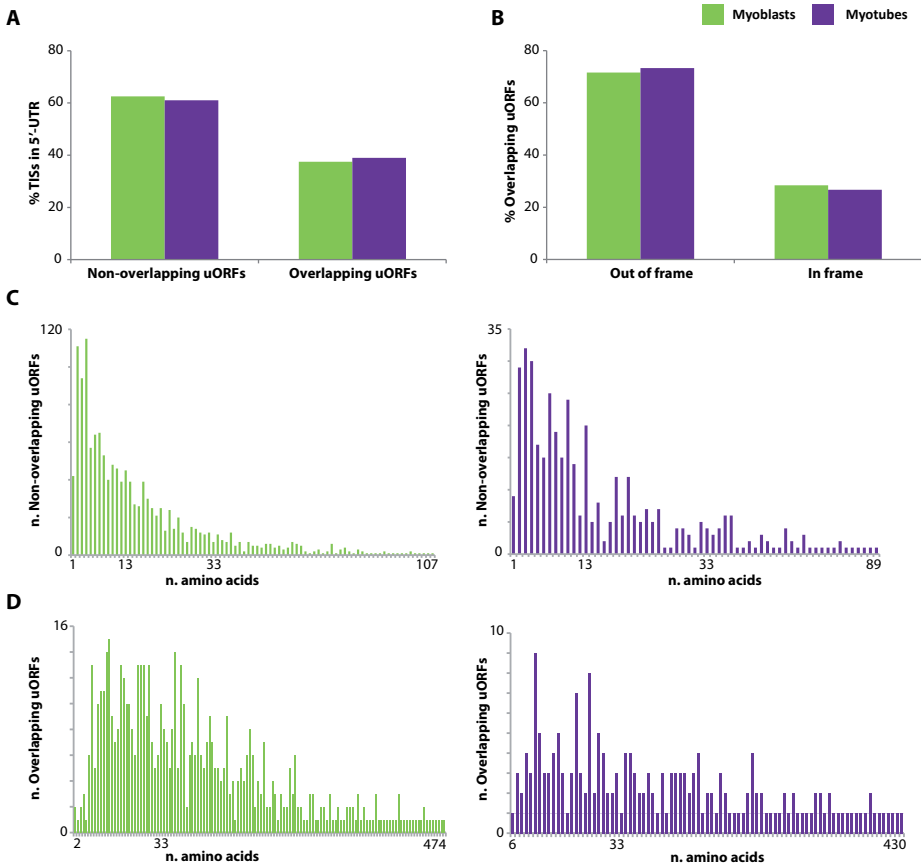 A
B
Myoblasts
Myotubes
80
60
40
20
0
% TISs in 5′-UTR
Non-overlapping uORFs
Overlapping uORFs
80
60
40
20
0
% Overlapping uORFs
Out of frame
In frame
C
120
0
n. Non-overlapping uORFs
1
13
33
107
n. amino acids
35
0
n. Non-overlapping uORFs
1
13
33
89
n. amino acids
D
16
0
n. Overlapping uORFs
2
33
474
n. amino acids
10
0
n. Overlapping uORFs
6
33
430
n. amino acids